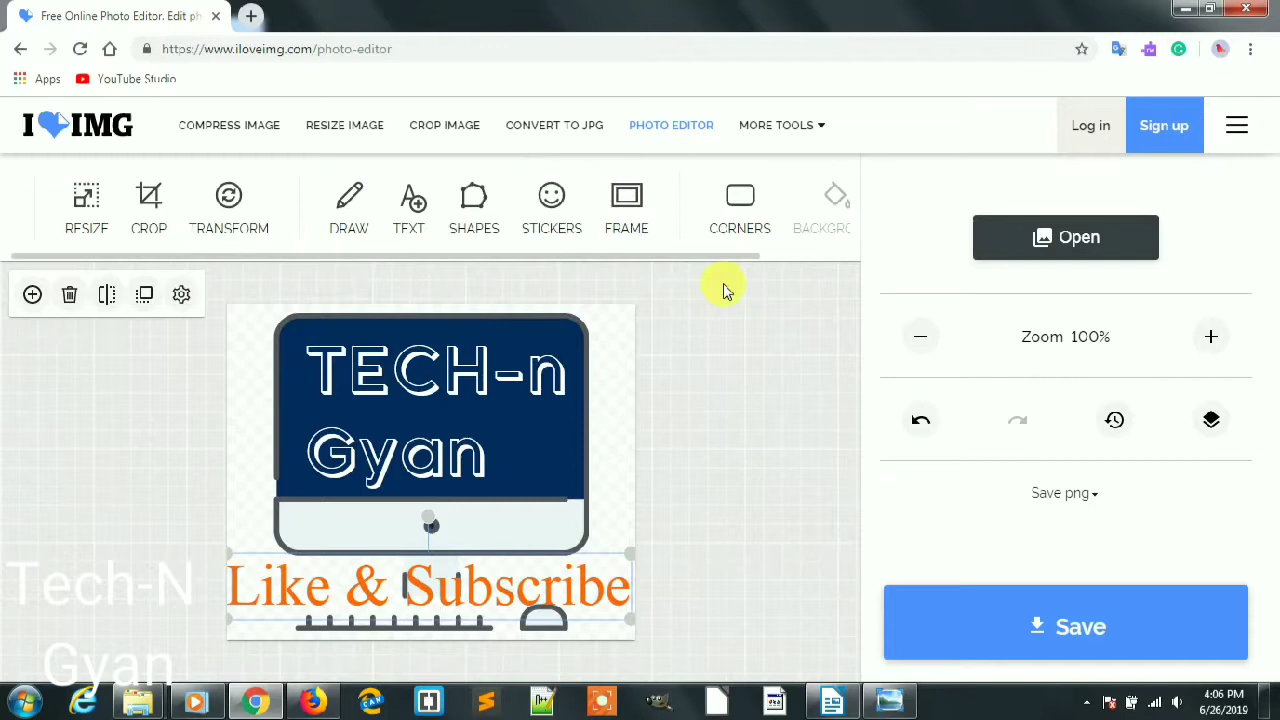 Free Online Photo Editor. Edit ph
https://www.iloveimg.com/photo-editor
Apps YouTube Studio
I IMG COMPRESS IMAGE RESIZE IMAGE CROP IMAGE CONVERT TO JPG PHOTO EDITOR MORE TOOLS Log in Sign up
RESIZE CROP TRANSFORM DRAW TEXT SHAPES STICKERS FRAME CORNERS BACKGRO
Open
Zoom 100%
TECH-n
Gyan
Save png
Like & Subscribe
Save
Tech-N
Gyan
4:06 PM
6/26/2019